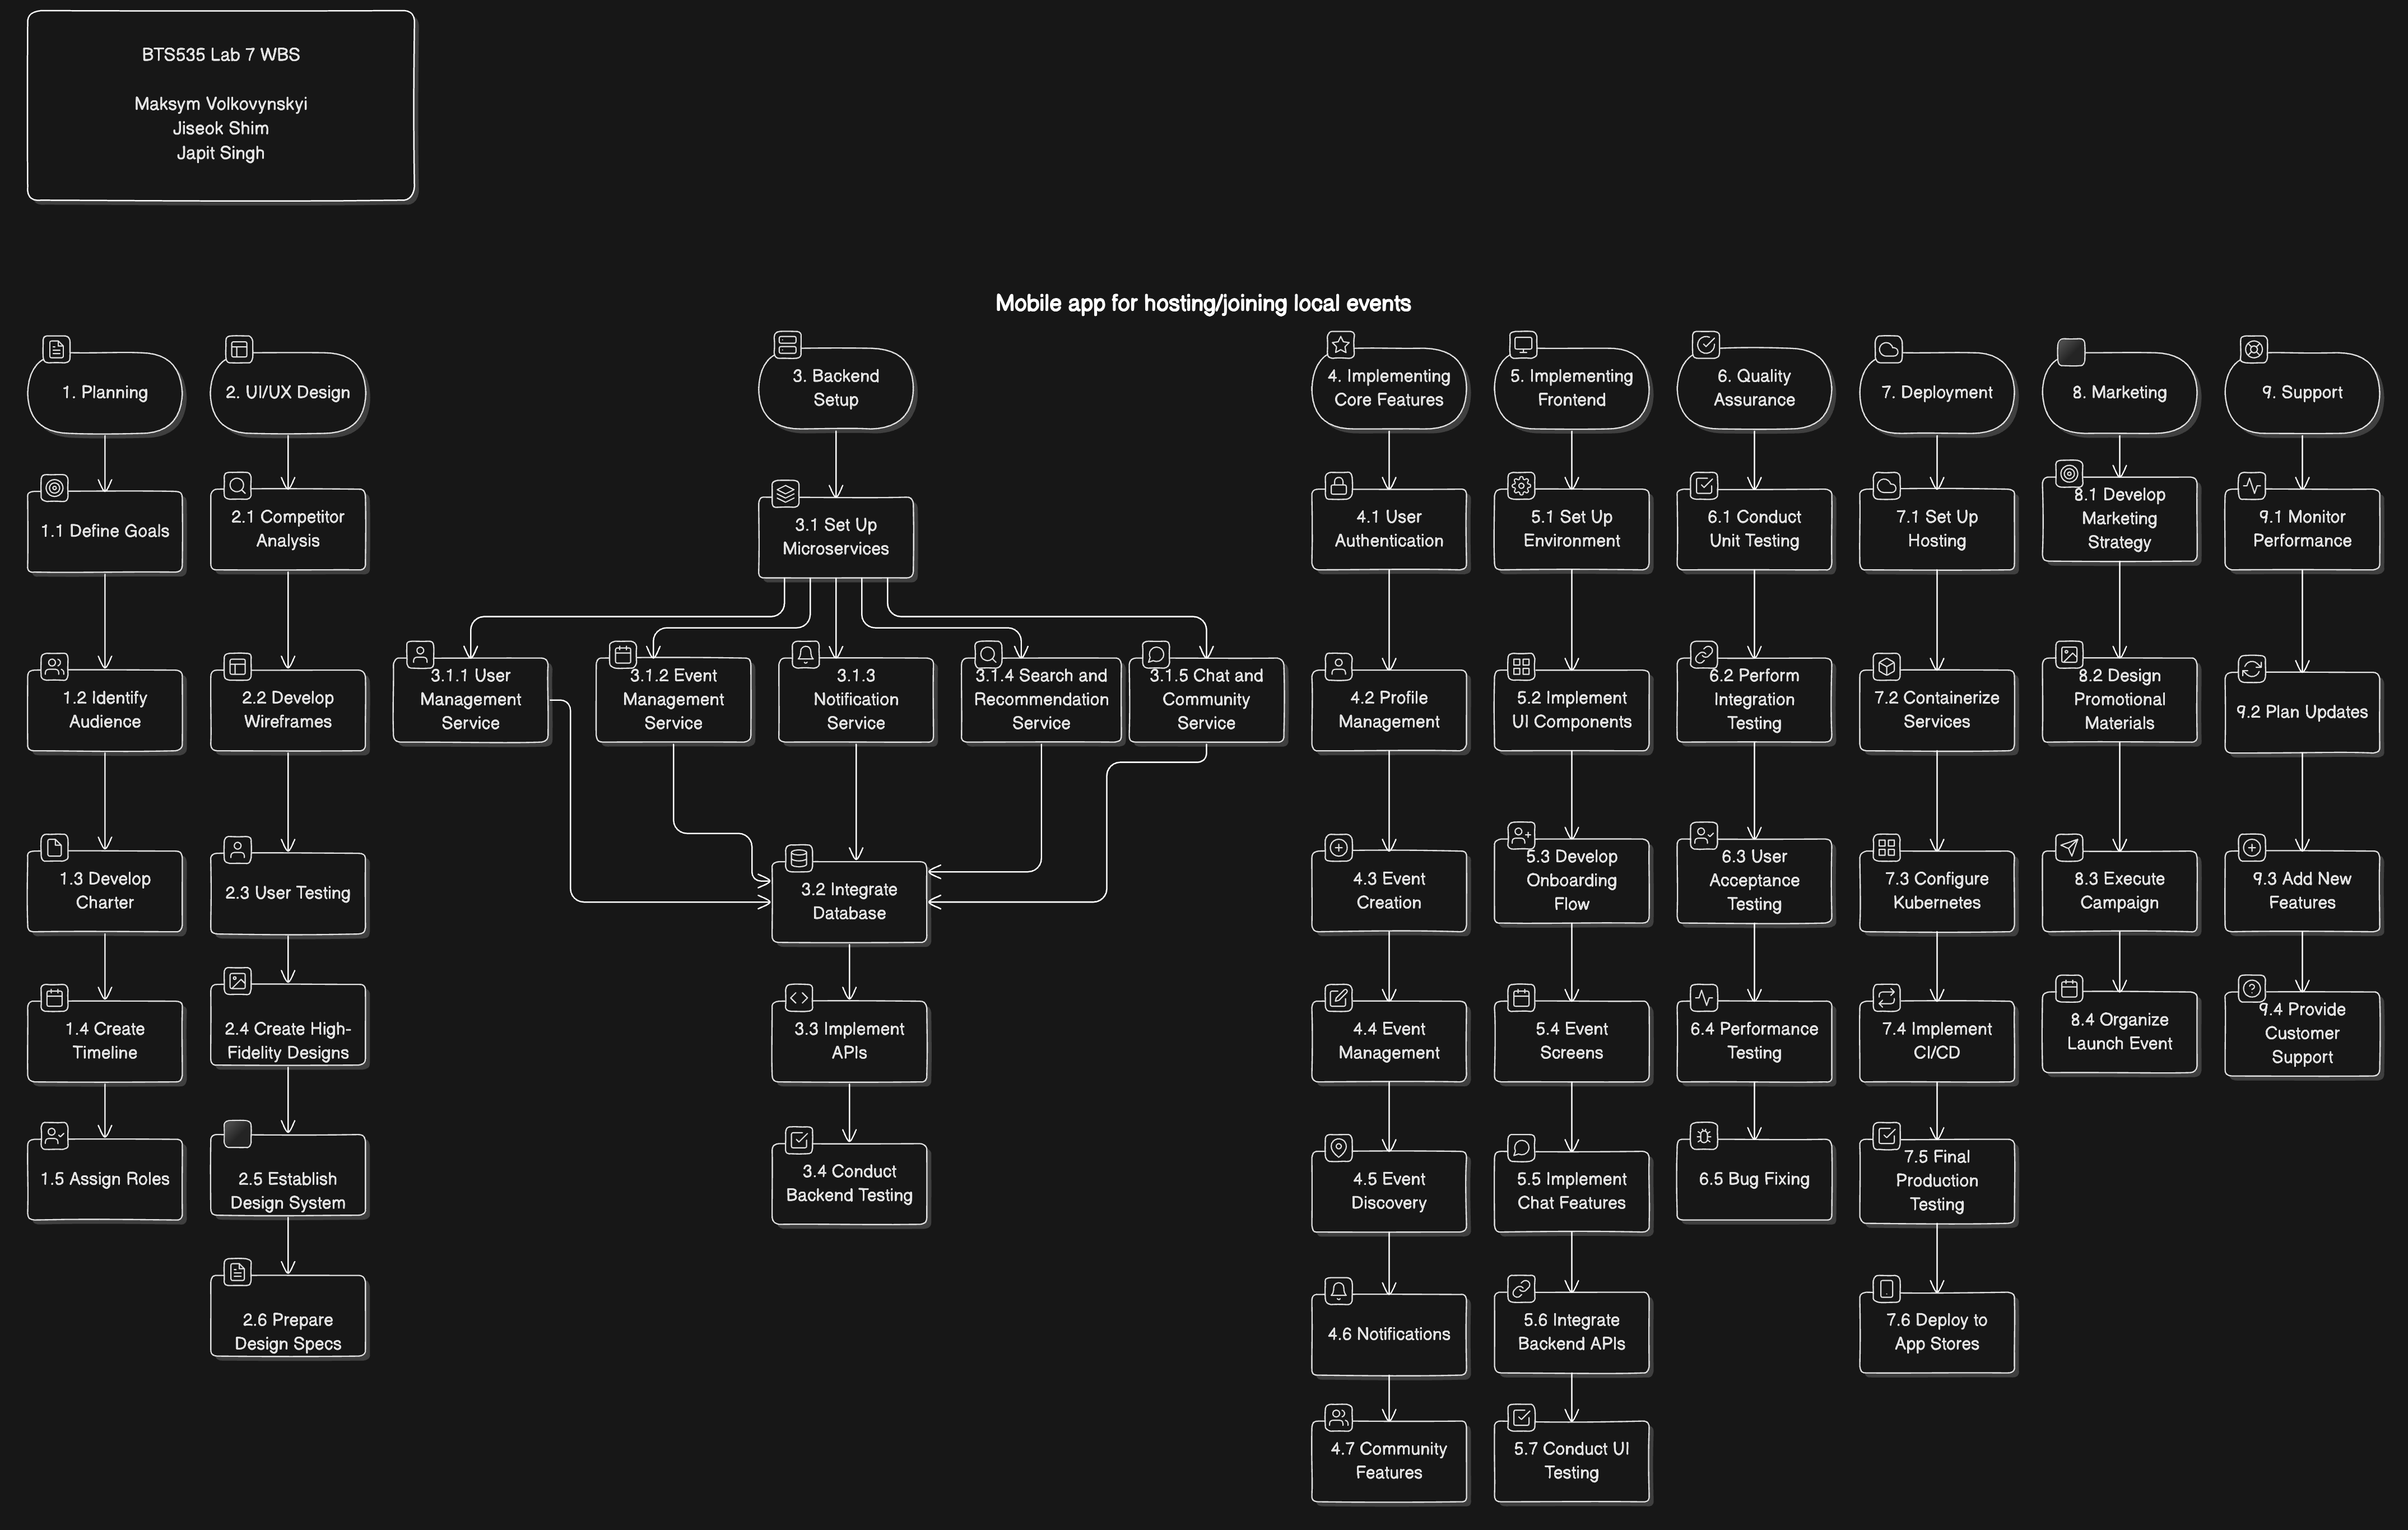 BTS535 Lab 7 WBS
Maksym Volkovynskyi
Jiseok Shim
Japit Singh
Mobile app for hosting/joining local events
1. Planning
1.1 Define Goals
1.2 Identify
Audience
1.3 Develop
Charter
1.4 Create
Timeline
1.5 Assign Roles
2. UI/UX Design
2.1 Competitor
Analysis
2.2 Develop
Wireframes
2.3 User Testing
2.4 Create High-
Fidelity Designs
2.5 Establish
Design System
2.6 Prepare
Design Specs
3. Backend
Setup
3.1 Set Up
Microservices
3.1.1 User
Management
Service
3.1.2 Event
Management
Service
3.1.3
Notification
Service
3.1.4 Search and
Recommendation
Service
3.1.5 Chat and
Community
Service
3.2 Integrate
Database
3.3 Implement
APIs
3.4 Conduct
Backend Testing
4. Implementing
Core Features
4.1 User
Authentication
4.2 Profile
Management
4.3 Event
Creation
4.4 Event
Management
4.5 Event
Discovery
4.6 Notifications
4.7 Community
Features
5. Implementing
Frontend
5.1 Set Up
Environment
5.2 Implement
UI Components
5.3 Develop
Onboarding
Flow
5.4 Event
Screens
5.5 Implement
Chat Features
5.6 Integrate
Backend APIs
5.7 Conduct UI
Testing
6. Quality
Assurance
6.1 Conduct
Unit Testing
6.2 Perform
Integration
Testing
6.3 User
Acceptance
Testing
6.4 Performance
Testing
6.5 Bug Fixing
7. Deployment
7.1 Set Up
Hosting
7.2 Containerize
Services
7.3 Configure
Kubernetes
7.4 Implement
CI/CD
7.5 Final
Production
Testing
7.6 Deploy to
App Stores
8. Marketing
8.1 Develop
Marketing
Strategy
8.2 Design
Promotional
Materials
8.3 Execute
Campaign
8.4 Organize
Launch Event
9. Support
9.1 Monitor
Performance
9.2 Plan Updates
9.3 Add New
Features
9.4 Provide
Customer
Support